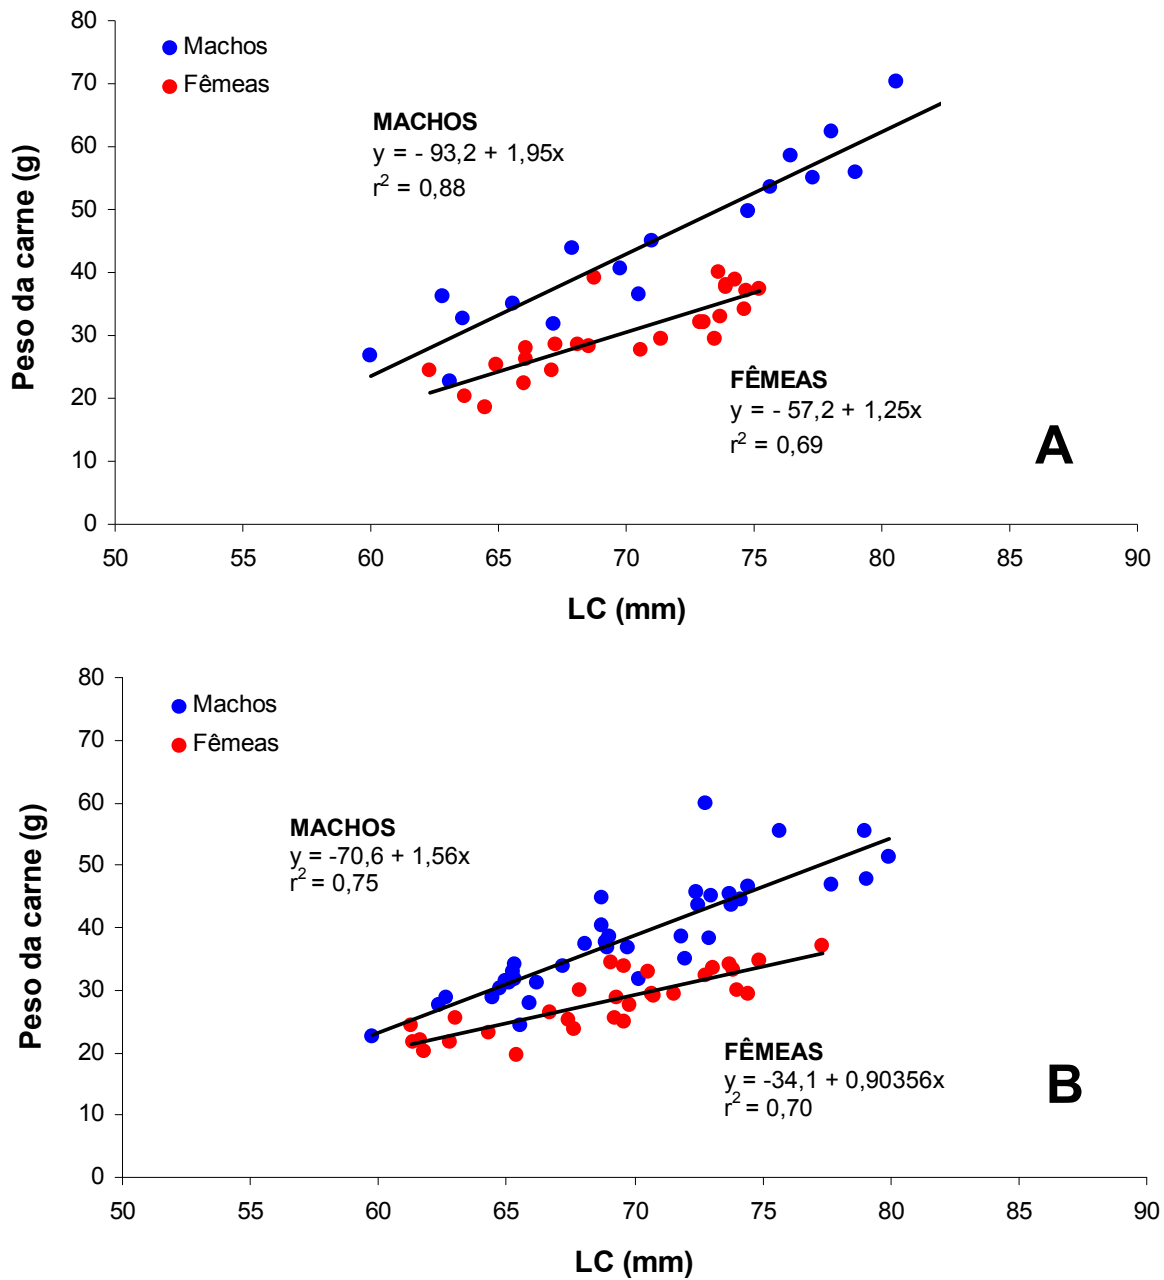 80
70
60
50
40
30
20
10
0
Peso da carne (g)
Machos
Fêmeas
MACHOS
y = - 93,2 + 1,95x
r² = 0,88
FÊMEAS
y = - 57,2 + 1,25x
r² = 0,69
A
50 55 60 65 70 75 80 85 90
LC (mm)
80
70
60
50
40
30
20
10
0
Peso da carne (g)
Machos
Fêmeas
MACHOS
y = -70,6 + 1,56x
r² = 0,75
FÊMEAS
y = -34,1 + 0,90356x
r² = 0,70
B
50 55 60 65 70 75 80 85 90
LC (mm)